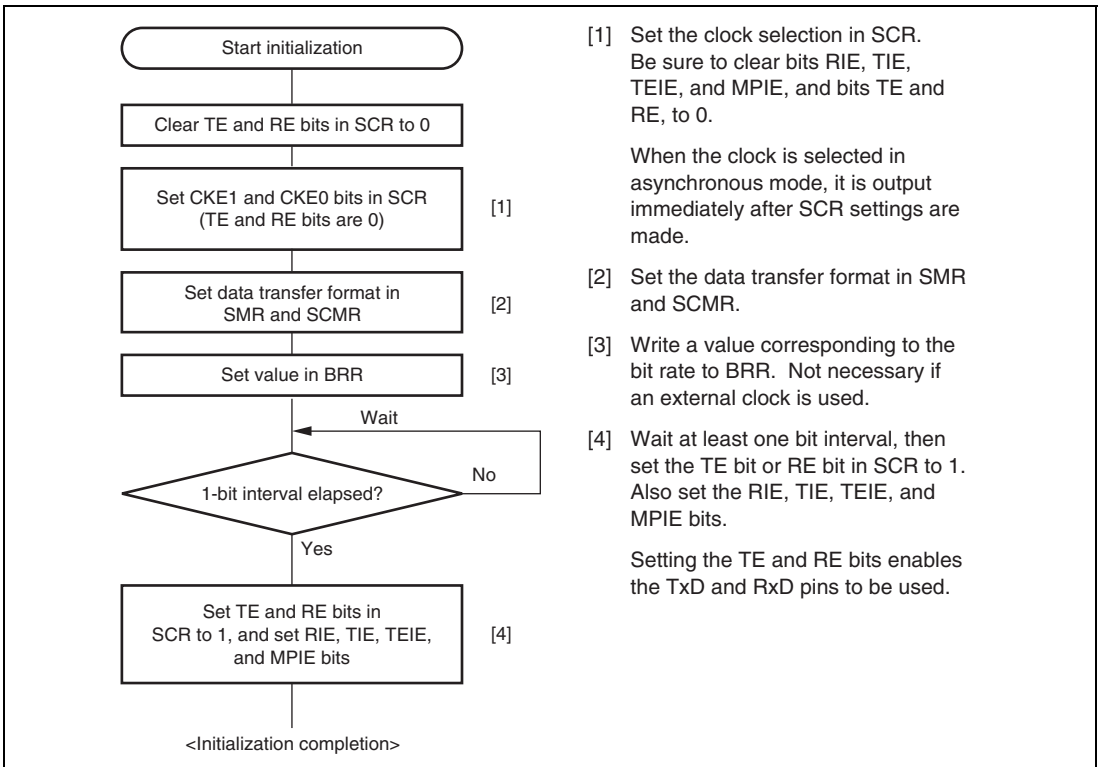 Start initialization
Clear TE and RE bits in SCR to 0
Set CKE1 and CKE0 bits in SCR
(TE and RE bits are 0)
[1]
Set data transfer format in
SMR and SCMR
[2]
Set value in BRR
[3]
Wait
1-bit interval elapsed?
No
Yes
Set TE and RE bits in
SCR to 1, and set RIE, TIE, TEIE,
and MPIE bits
[4]
<Initialization completion>
[1] Set the clock selection in SCR.
Be sure to clear bits RIE, TIE,
TEIE, and MPIE, and bits TE and
RE, to 0.
When the clock is selected in
asynchronous mode, it is output
immediately after SCR settings are
made.
[2] Set the data transfer format in SMR
and SCMR.
[3] Write a value corresponding to the
bit rate to BRR. Not necessary if
an external clock is used.
[4] Wait at least one bit interval, then
set the TE bit or RE bit in SCR to 1.
Also set the RIE, TIE, TEIE, and
MPIE bits.
Setting the TE and RE bits enables
the TxD and RxD pins to be used.